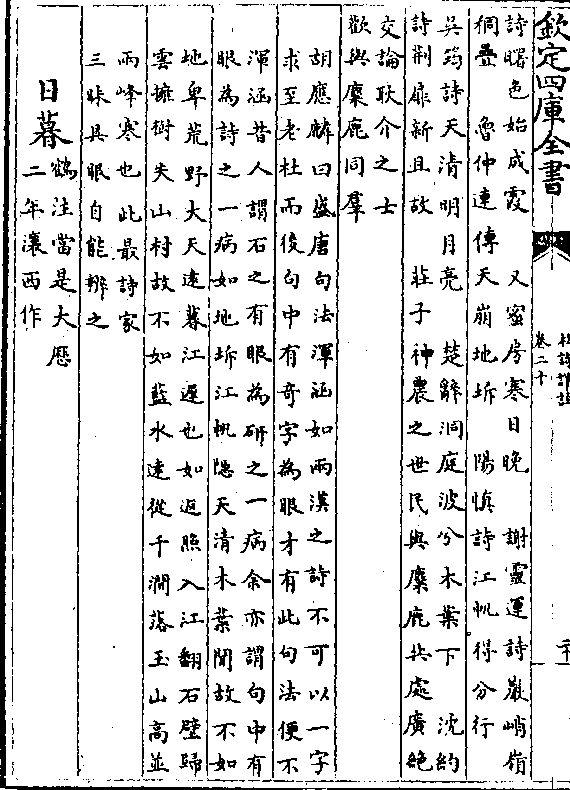 欽定四庫全書
杜詩詳註
卷二十
詩曙色始成霞　又蜜房寒日晚　謝靈運詩巖峭嶺
稠疊　魯仲連傳天崩地坼　陽慎詩江帆得分行
吳筠詩天清明月亮　楚辭洞庭波兮木葉下　沈約
詩荆扉新且故　莊子神農之世民與麋鹿共處廣絶
交論耿介之士
歡與麋鹿同羣
胡應麟曰盛唐句法渾涵如兩漢之詩不可以一字
求至老杜而後句中有奇字為眼才有此句法便不
渾涵昔人謂石之有眼為研之一病余亦謂句中有
眼為詩之一病如地坼江帆隠天清木葉聞故不如
地卑荒野大天逺暮江遲也如返照入江翻石壁歸
雲擁樹失山村故不如藍水逺從千澗落玉山髙並
兩峰寒也此最詩家
三昧具眼自能辨之
日暮
鶴注當是大厯
二年瀼西作